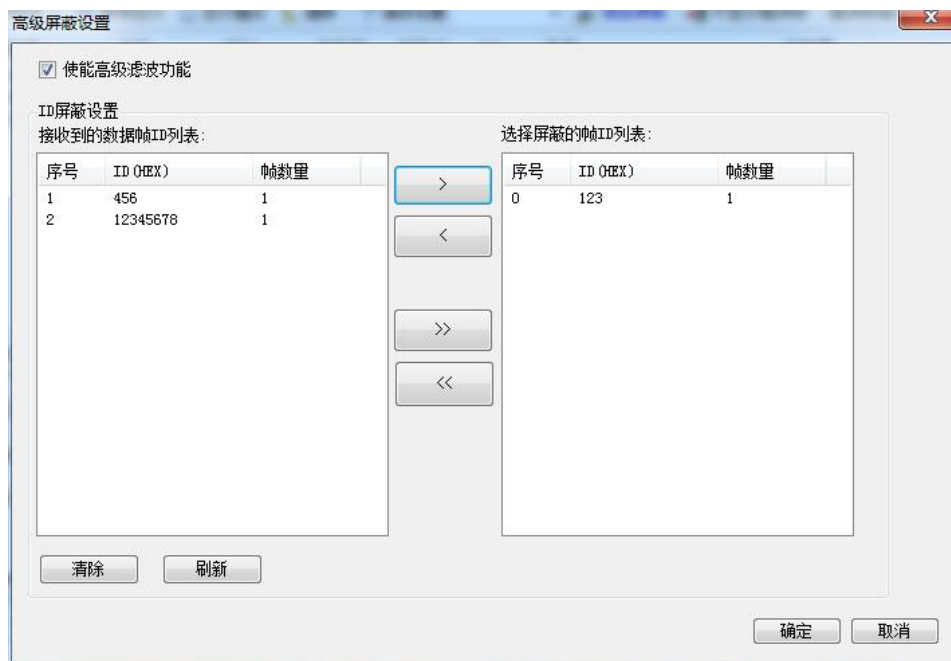 高级屏蔽设置
使能高级滤波功能
ID屏蔽设置
接收到的数据帧ID列表:
选择屏蔽的帧ID列表:
序号 ID(HEX) 帧数量
1 456 1
2 12345678 1
>
<
>>
<<
序号 ID(HEX) 帧数量
0 123 1
清除 刷新
确定 取消